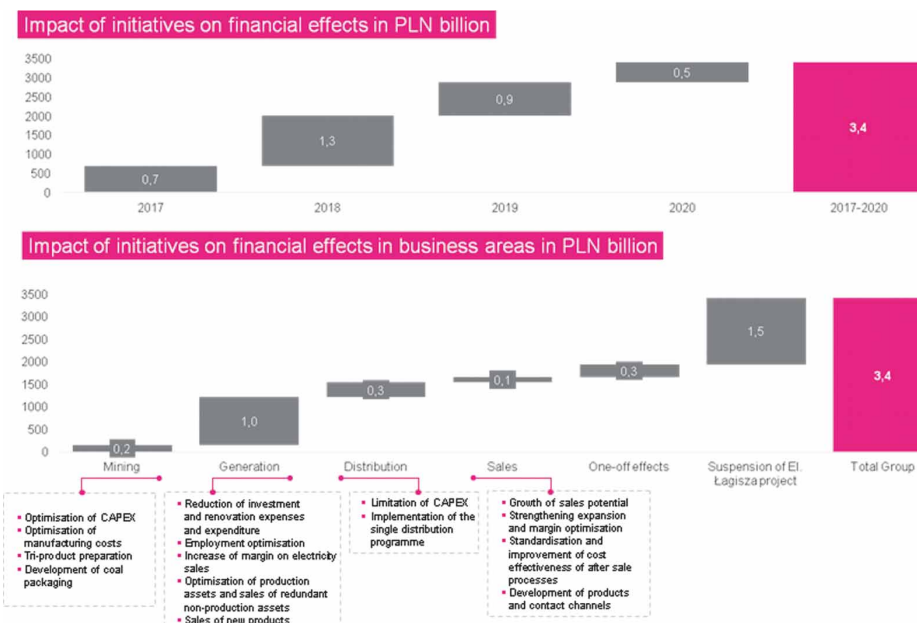 Impact of initiatives on financial effects in PLN billion
3500
3000
2500
2000
1500
1000
500
0
0,7
1,3
0,9
0,5
3,4
2017
2018
2019
2020
2017-2020
Impact of initiatives on financial effects in business areas in PLN billion
3500
3000
2500
2000
1500
1000
500
0
0,2
1,0
0,3
0,1
0,3
1,5
3,4
Mining
Generation
Distribution
Sales
One-off effects
Suspension of El.
Łagisza project
Total Group
▪ Optimisation of CAPEX
▪ Optimisation of
manufacturing costs
▪ Tri-product preparation
▪ Development of coal
packaging
▪ Reduction of investment
and renovation expenses
and expenditure
▪ Employment optimisation
▪ Increase of margin on electricity
sales
▪ Optimisation of production
assets and sales of redundant
non-production assets
▪ Sales of new products
▪ Limitation of CAPEX
▪ Implementation of the
single distribution
programme
▪ Growth of sales potential
▪ Strengthening expansion
and margin optimisation
▪ Standardisation and
improvement of cost
effectiveness of after sale
processes
▪ Development of products
and contact channels